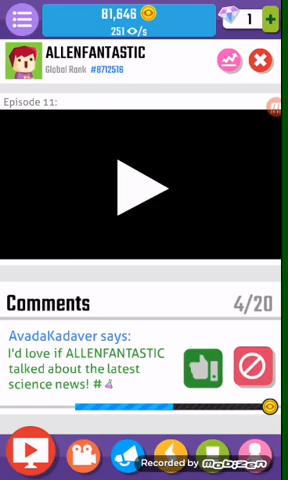 81,646
251 /s
1
ALLENFANTASTIC
Global Rank #8712516
Episode 11:
Comments 4/20
AvadaKadaver says:
I'd love if ALLENFANTASTIC
talked about the latest
science news! #
Recorded by mobizen